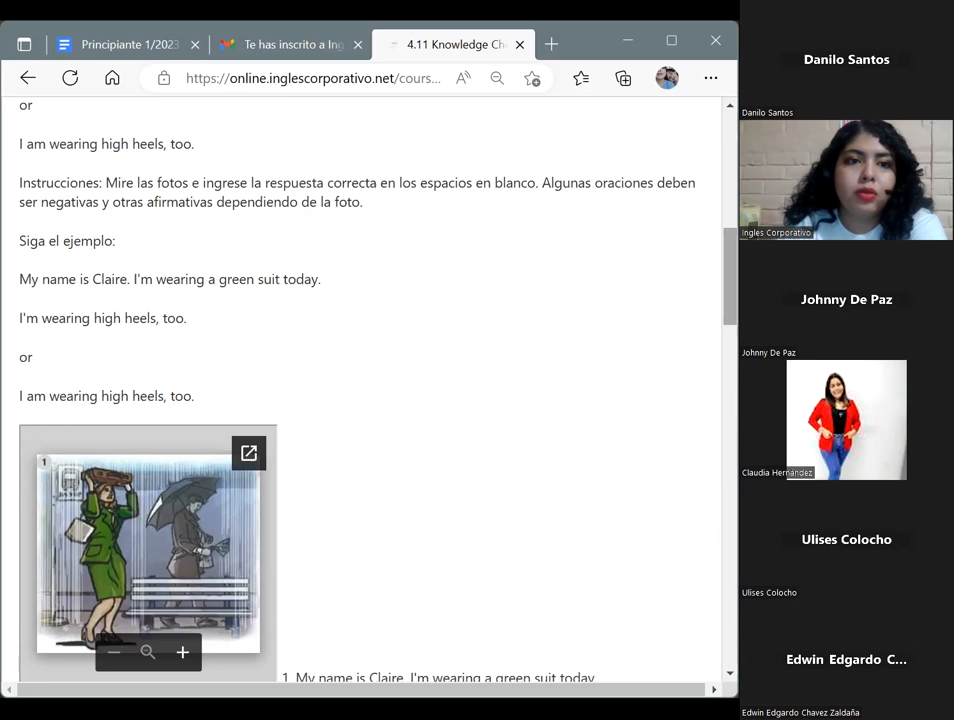 Principiante 1/2023
Te has inscrito a Ing
4.11 Knowledge Che
https://online.inglescorporativo.net/cours...
or
I am wearing high heels, too.
Instrucciones: Mire las fotos e ingrese la respuesta correcta en los espacios en blanco. Algunas oraciones deben
ser negativas y otras afirmativas dependiendo de la foto.
Siga el ejemplo:
My name is Claire. I'm wearing a green suit today.
I'm wearing high heels, too.
or
I am wearing high heels, too.
1
1. My name is Claire. I'm wearing a green suit today.
Danilo Santos
Danilo Santos
Ingles Corporativo
Johnny De Paz
Johnny De Paz
Claudia Hernández
Ulises Colocho
Ulises Colocho
Edwin Edgardo C...
Edwin Edgardo Chavez Zaldaña